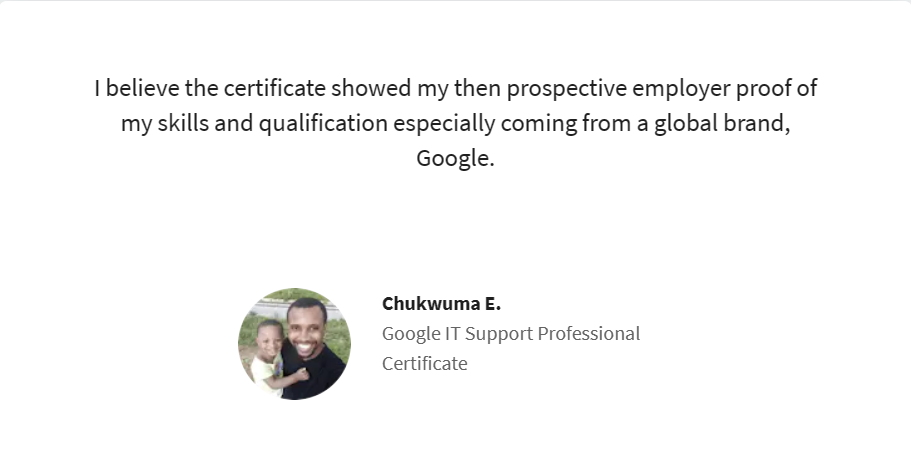 I believe the certificate showed my then prospective employer proof of
my skills and qualification especially coming from a global brand,
Google.
Chukwuma E.
Google IT Support Professional
Certificate